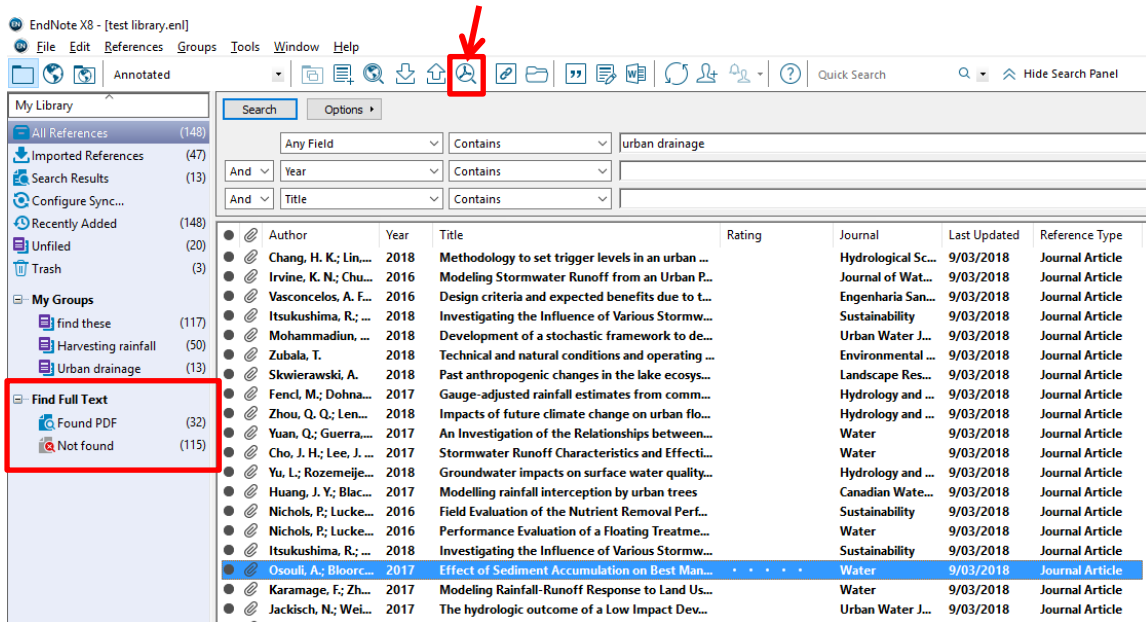 EndNote X8 - [test library.enl]
File Edit References Groups Tools Window Help
Annotated Quick Search Hide Search Panel
My Library
All References (148)
Imported References (47)
Search Results (13)
Configure Sync...
Recently Added (148)
Unfiled (20)
Trash (3)
My Groups
find these (117)
Harvesting rainfall (50)
Urban drainage (13)
Find Full Text
Found PDF (32)
Not found (115)
Search Options
Any Field Contains urban drainage
And Year Contains
And Title Contains
Author Year Title Rating Journal Last Updated Reference Type
Chang, H. K.; Lin,... 2018 Methodology to set trigger levels in an urban ... Hydrological Sc... 9/03/2018 Journal Article
Irvine, K. N.; Chu... 2016 Modeling Stormwater Runoff from an Urban P... Journal of Wat... 9/03/2018 Journal Article
Vasconcelos, A. F... 2016 Design criteria and expected benefits due to t... Engenharia San... 9/03/2018 Journal Article
Itsukushima, R.; ... 2018 Investigating the Influence of Various Stormw... Sustainability 9/03/2018 Journal Article
Mohammadiun, ... 2018 Development of a stochastic framework to de... Urban Water J... 9/03/2018 Journal Article
Zubala, T. 2018 Technical and natural conditions and operating ... Environmental ... 9/03/2018 Journal Article
Skwierawski, A. 2018 Past anthropogenic changes in the lake ecosys... Landscape Res... 9/03/2018 Journal Article
Fencl, M.; Dohna... 2017 Gauge-adjusted rainfall estimates from comm... Hydrology and ... 9/03/2018 Journal Article
Zhou, Q. Q.; Len... 2018 Impacts of future climate change on urban flo... Hydrology and ... 9/03/2018 Journal Article
Yuan, Q.; Guerra,... 2017 An Investigation of the Relationships between... Water 9/03/2018 Journal Article
Cho, J. H.; Lee, J. ... 2017 Stormwater Runoff Characteristics and Effecti... Water 9/03/2018 Journal Article
Yu, L.; Rozemeije... 2018 Groundwater impacts on surface water quality... Hydrology and ... 9/03/2018 Journal Article
Huang, J. Y.; Blac... 2017 Modelling rainfall interception by urban trees Canadian Wate... 9/03/2018 Journal Article
Nichols, P.; Lucke... 2016 Field Evaluation of the Nutrient Removal Perf... Sustainability 9/03/2018 Journal Article
Nichols, P.; Lucke... 2016 Performance Evaluation of a Floating Treatme... Water 9/03/2018 Journal Article
Itsukushima, R.; ... 2018 Investigating the Influence of Various Stormw... Sustainability 9/03/2018 Journal Article
Osouli, A.; Bloorc... 2017 Effect of Sediment Accumulation on Best Man... Water 9/03/2018 Journal Article
Karamage, F.; Zh... 2017 Modeling Rainfall-Runoff Response to Land Us... Water 9/03/2018 Journal Article
Jackisch, N.; Wei... 2017 The hydrologic outcome of a Low Impact Dev... Urban Water J... 9/03/2018 Journal Article